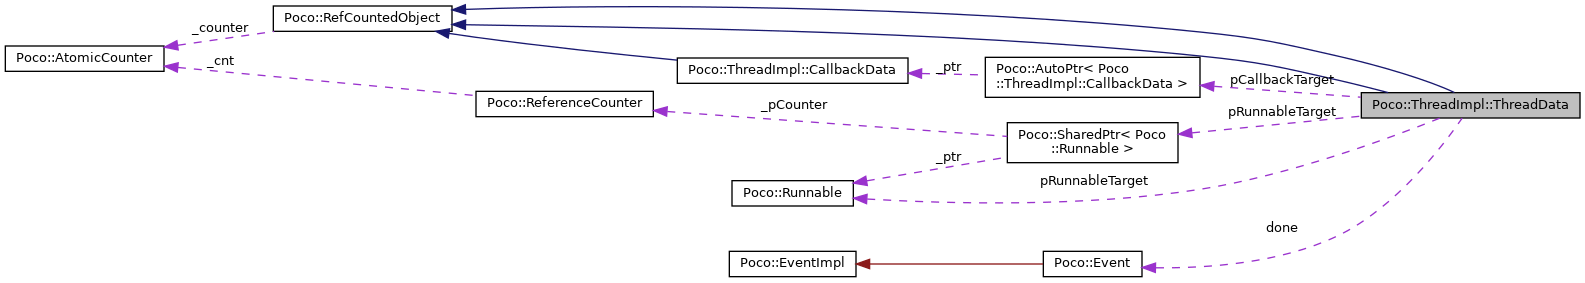 Poco::RefCountedObject
_counter
Poco::AtomicCounter
_cnt
Poco::ThreadImpl::CallbackData
_ptr
Poco::AutoPtr< Poco
::ThreadImpl::CallbackData >
pCallbackTarget
Poco::ThreadImpl::ThreadData
Poco::ReferenceCounter
_pCounter
pRunnableTarget
Poco::SharedPtr< Poco
::Runnable >
_ptr
Poco::Runnable
pRunnableTarget
done
Poco::EventImpl
Poco::Event